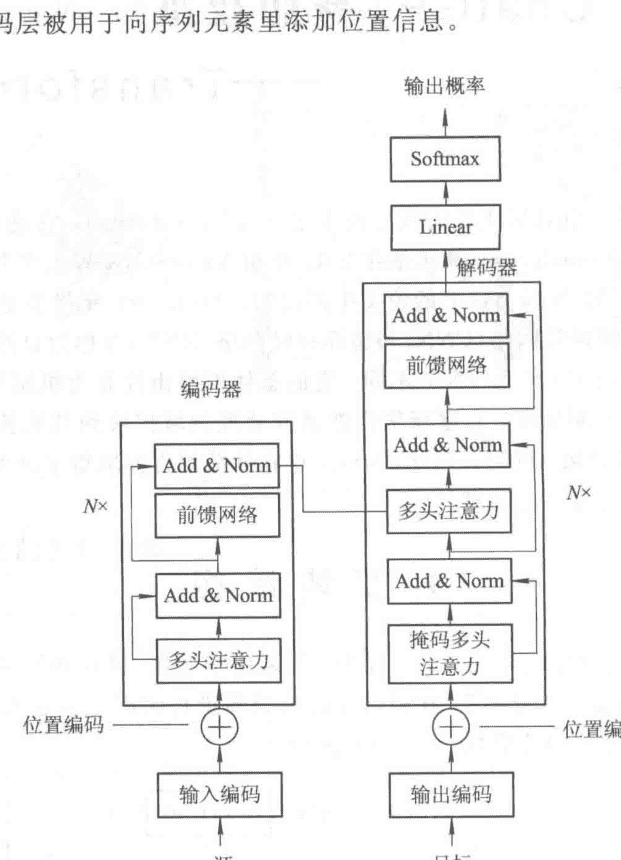 码层被用于向序列元素里添加位置信息。
输出概率
Softmax
Linear
解码器
Add & Norm
前馈网络
编码器
Add & Norm
Add & Norm
N×
前馈网络
多头注意力
N×
Add & Norm
Add & Norm
多头注意力
掩码多头
注意力
位置编码
位置编
输入编码
输出编码